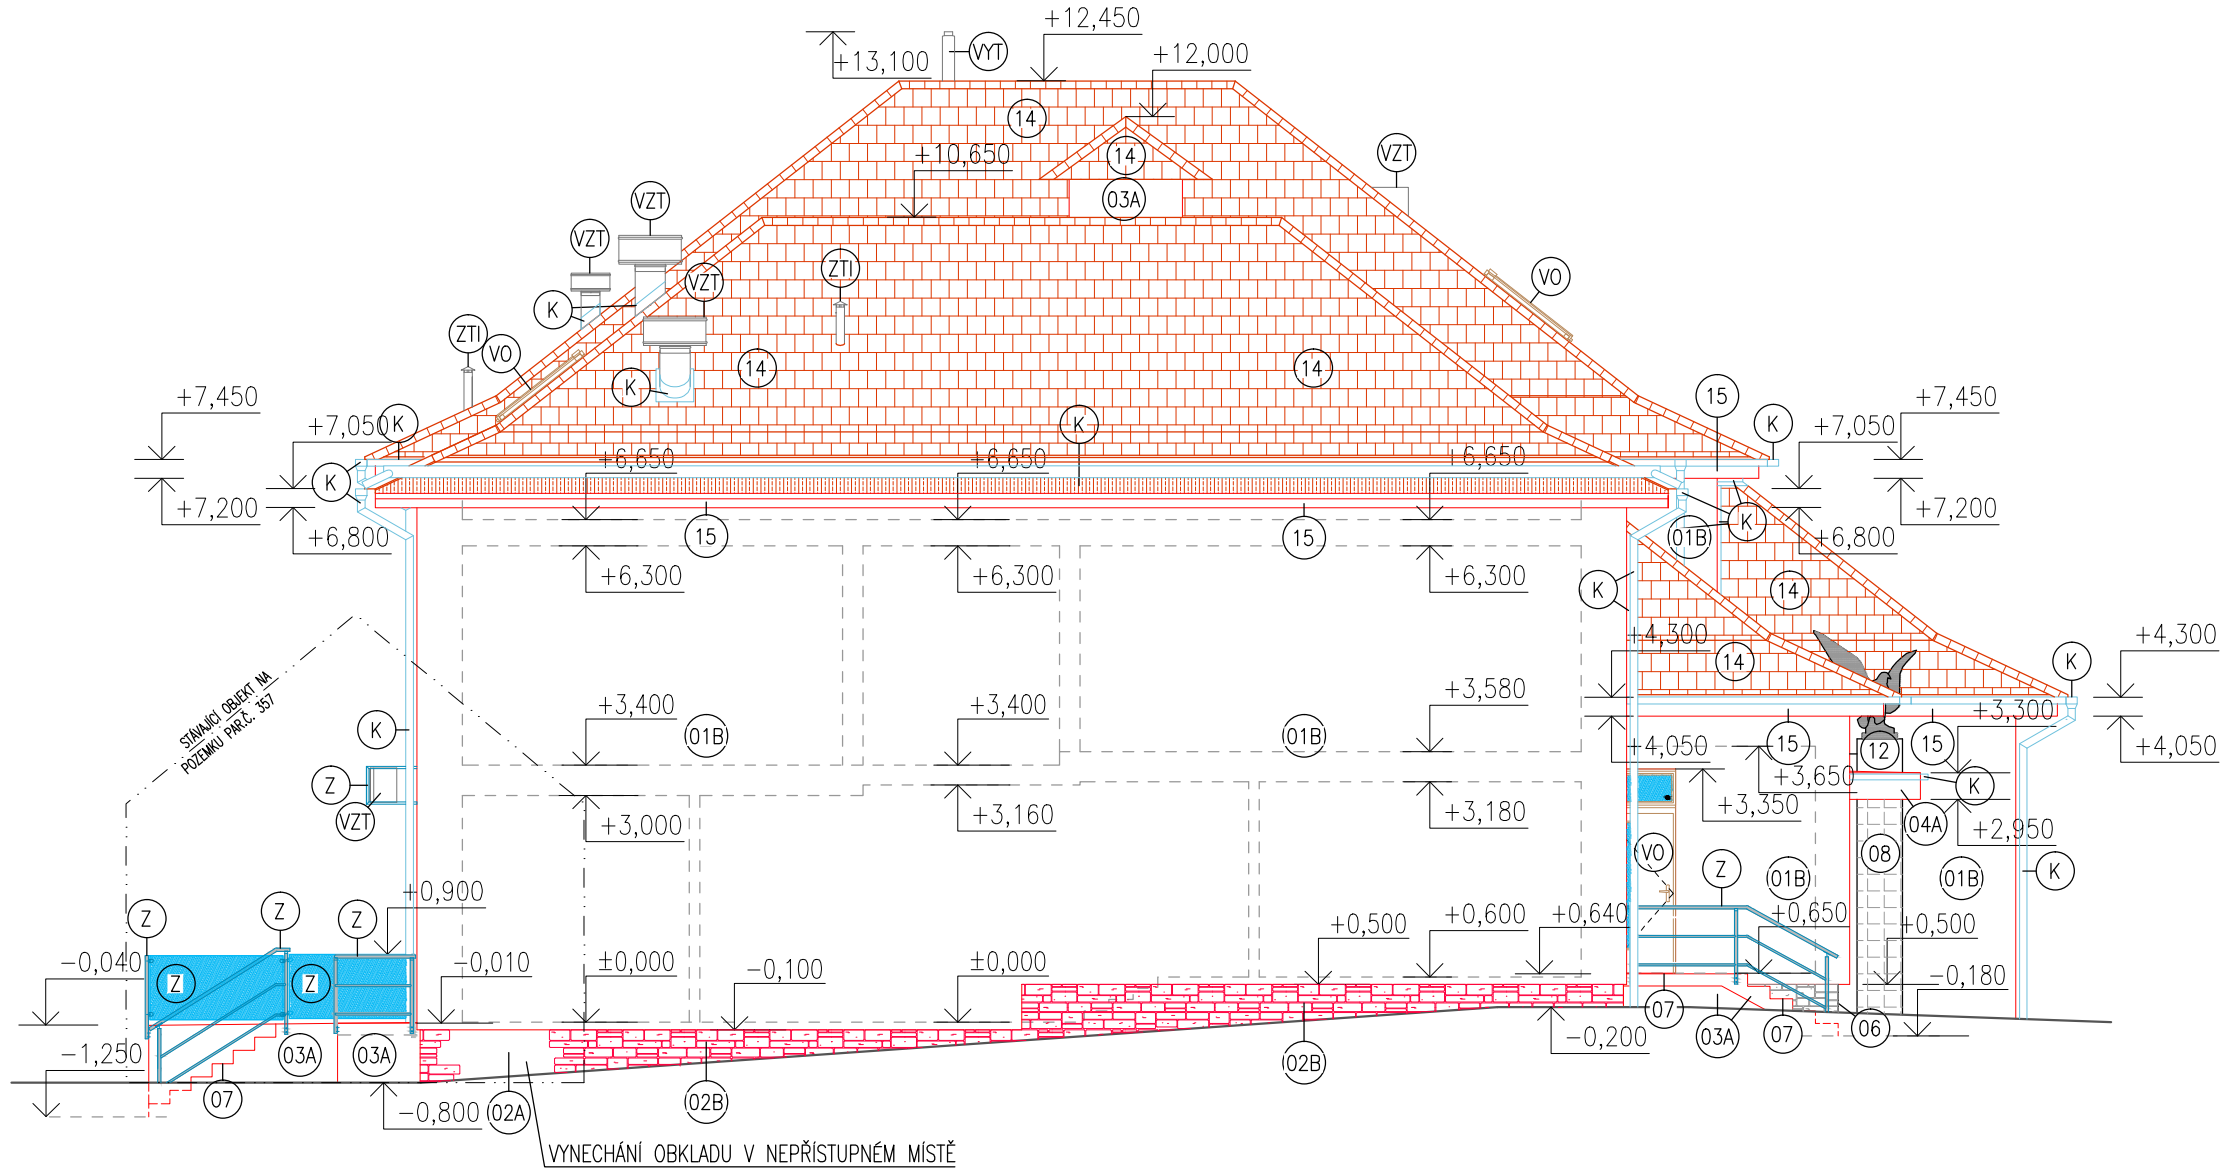 +12,450
+13,100
VYT
+12,000
14
VZT
+10,650
14
03A
VZT
VZT
VZT
ZTI
VO
K
ZTI
VO
14
14
K
15
+7,450
+7,050
K
K
K
+7,450
+7,050
K
+6,650
+6,650
+6,650
+7,200
+6,800
15
15
01B
K
+7,200
+6,800
+6,300
+6,300
+6,300
K
14
+4,300
14
K
+4,300
STÁVAJÍCÍ OBJEKT NA
POZEMKU PAR.Č. 357
K
+3,400
01B
+3,400
+3,580
01B
+4,050
15
12
15
+3,300
+4,050
Z
VZT
+3,650
K
+3,350
+3,000
+3,160
+3,180
04A
+2,950
VO
08
Z
01B
01B
K
+0,900
Z
Z
Z
+0,500
+0,600
+0,640
+0,650
+0,500
-0,040
Z
Z
-0,010
±0,000
-0,100
±0,000
-0,180
-1,250
03A
03A
07
-0,800
02A
02B
02B
-0,200
07
03A
07
06
VYNECHÁNÍ OBKLADU V NEPŘÍSTUPNÉM MÍSTĚ